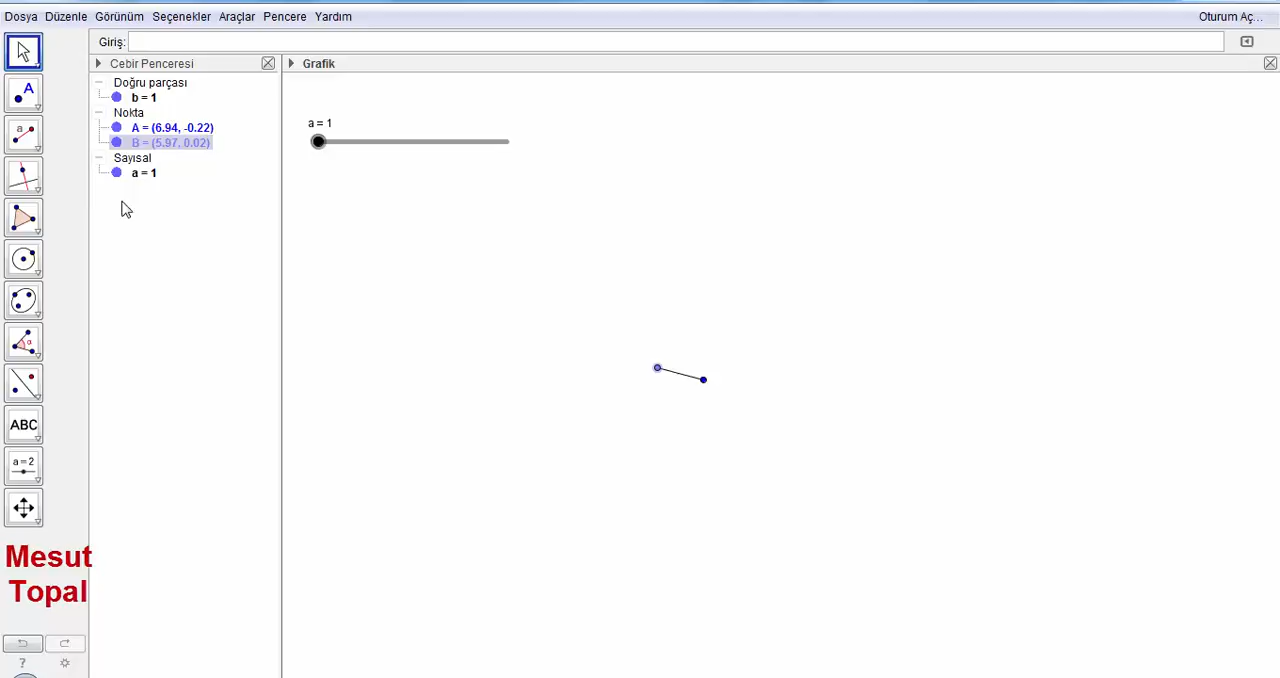 Dosya Düzenle Görünüm Seçenekler Araçlar Pencere Yardım Oturum Aç...
Giriş:
Cebir Penceresi
Grafik
Doğru parçası
b = 1
Nokta
A = (6.94, -0.22)
B = (5.97, 0.02)
Sayısal
a = 1
a = 1
A
a
α
ABC
a = 2
Mesut
Topal
?